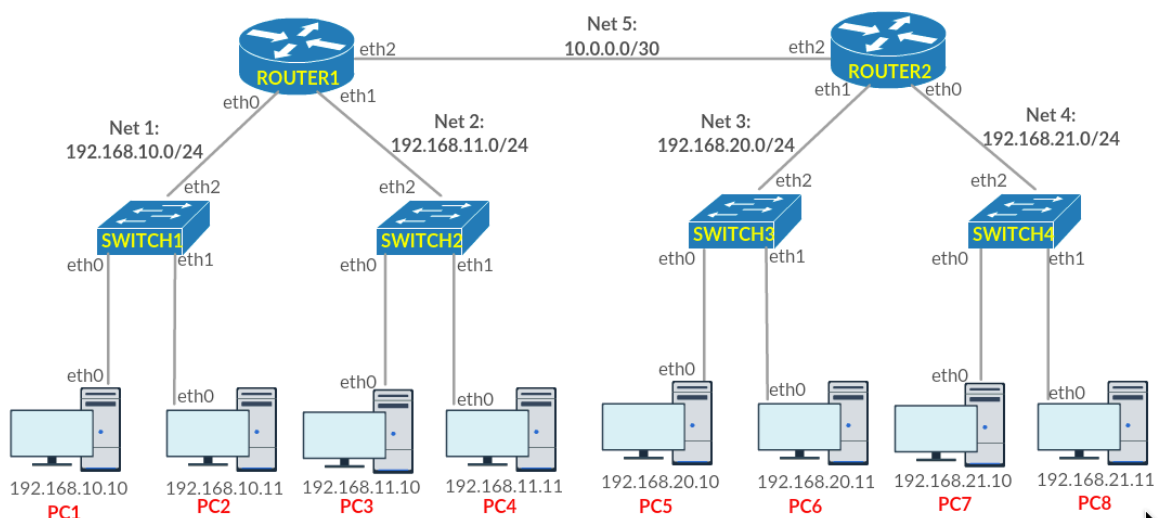 Net 5:
10.0.0.0/30
eth2
eth2
ROUTER1
ROUTER2
eth0
eth1
eth1
eth0
Net 1:
192.168.10.0/24
Net 2:
192.168.11.0/24
Net 3:
192.168.20.0/24
Net 4:
192.168.21.0/24
eth2
eth2
eth2
eth2
SWITCH1
SWITCH2
SWITCH3
SWITCH4
eth0
eth1
eth0
eth1
eth0
eth1
eth0
eth1
eth0
eth0
eth0
eth0
eth0
eth0
eth0
eth0
192.168.10.10
PC1
192.168.10.11
PC2
192.168.11.10
PC3
192.168.11.11
PC4
192.168.20.10
PC5
192.168.20.11
PC6
192.168.21.10
PC7
192.168.21.11
PC8